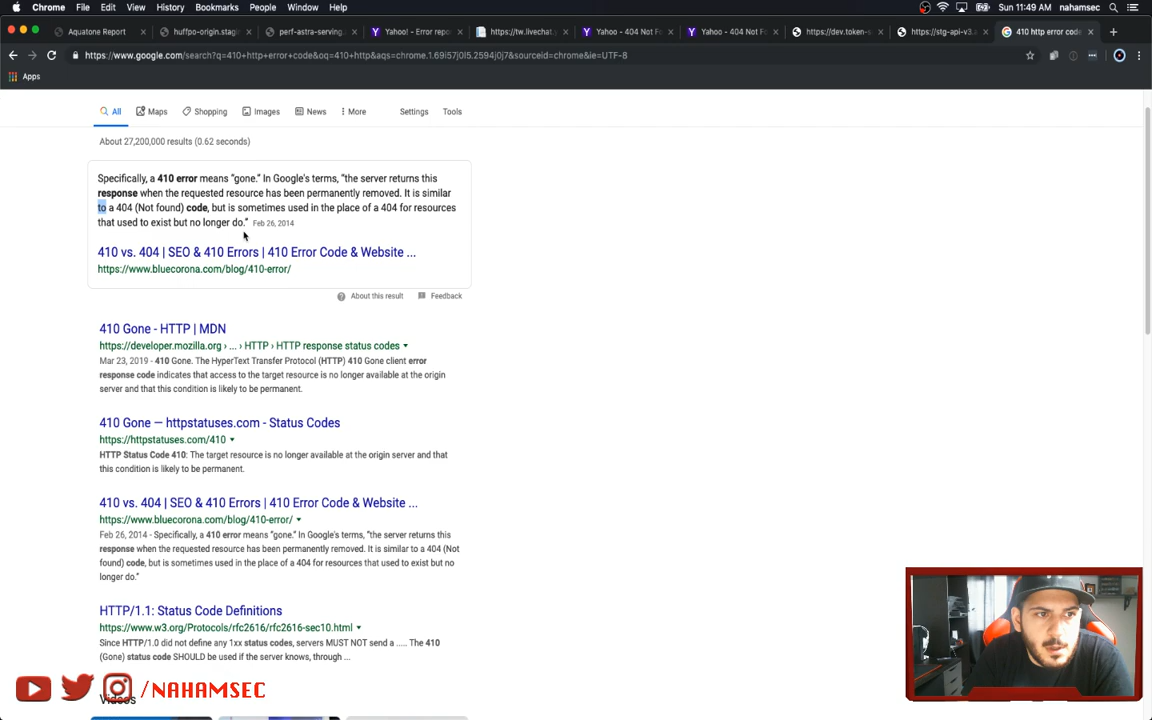 Chrome File Edit View History Bookmarks People Window Help Sun 11:49 AM nahamsec
Aquatone Report huffpo-origin.stagi perf-astra-serving. Yahoo! - Error repo https://tw.livechat. Yahoo - 404 Not Fo Yahoo - 404 Not Fo https://dev.token-s https://stg-api-v3. 410 http error code
https://www.google.com/search?q=410+http+error+code&oq=410+http&aqs=chrome.1.69i57j0l5.2594j0j7&sourceid=chrome&ie=UTF-8
Apps
All Maps Shopping Images News More Settings Tools
About 27,200,000 results (0.62 seconds)
Specifically, a 410 error means “gone.” In Google's terms, “the server returns this
response when the requested resource has been permanently removed. It is similar
to a 404 (Not found) code, but is sometimes used in the place of a 404 for resources
that used to exist but no longer do.” Feb 26, 2014
410 vs. 404 | SEO & 410 Errors | 410 Error Code & Website ...
https://www.bluecorona.com/blog/410-error/
About this result Feedback
410 Gone - HTTP | MDN
https://developer.mozilla.org › ... › HTTP › HTTP response status codes
Mar 23, 2019 - 410 Gone. The HyperText Transfer Protocol (HTTP) 410 Gone client error
response code indicates that access to the target resource is no longer available at the origin
server and that this condition is likely to be permanent.
410 Gone — httpstatuses.com - Status Codes
https://httpstatuses.com/410
HTTP Status Code 410: The target resource is no longer available at the origin server and that
this condition is likely to be permanent.
410 vs. 404 | SEO & 410 Errors | 410 Error Code & Website ...
https://www.bluecorona.com/blog/410-error/
Feb 26, 2014 - Specifically, a 410 error means “gone.” In Google's terms, “the server returns this
response when the requested resource has been permanently removed. It is similar to a 404 (Not
found) code, but is sometimes used in the place of a 404 for resources that used to exist but no
longer do.”
HTTP/1.1: Status Code Definitions
https://www.w3.org/Protocols/rfc2616/rfc2616-sec10.html
Since HTTP/1.0 did not define any 1xx status codes, servers MUST NOT send a ..... The 410
(Gone) status code SHOULD be used if the server knows, through ...
/NAHAMSEC
Videos